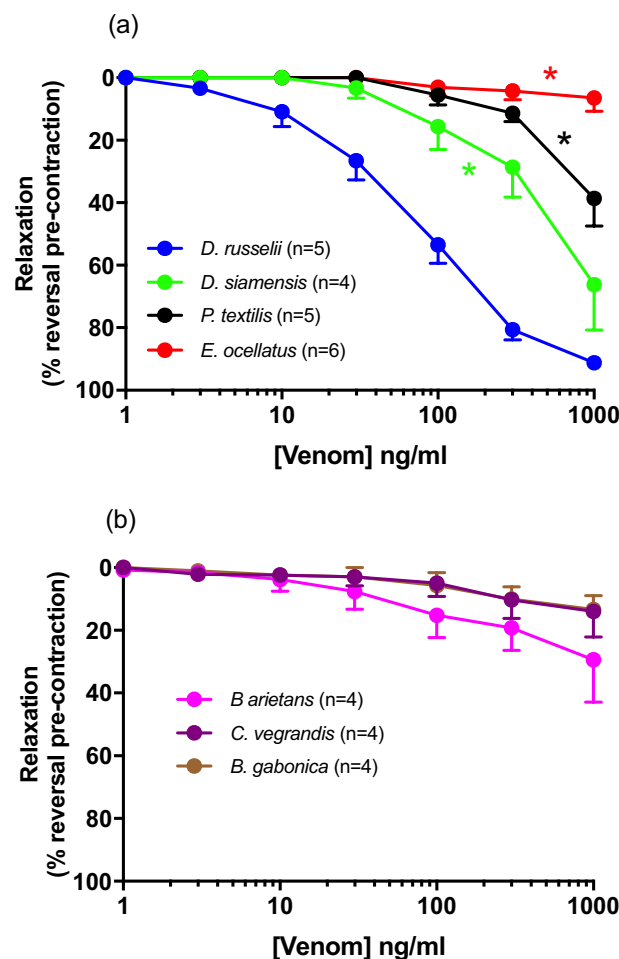 (a)
0
20
40
60
80
100
Relaxation
(% reversal pre-contraction)
*
*
*
D. russelii (n=5)
D. siamensis (n=4)
P. textilis (n=5)
E. ocellatus (n=6)
1 10 100 1000
[Venom] ng/ml
(b)
0
20
40
60
80
100
Relaxation
(% reversal pre-contraction)
B arietans (n=4)
C. vegrandis (n=4)
B. gabonica (n=4)
1 10 100 1000
[Venom] ng/ml